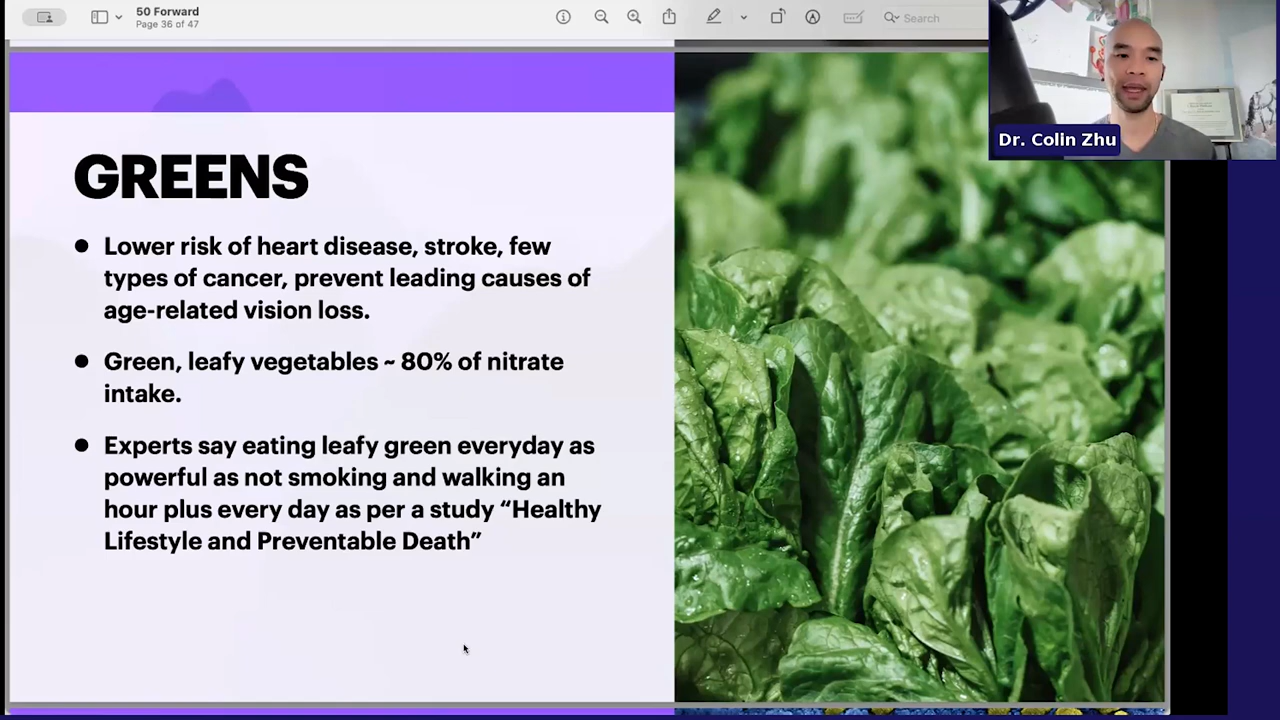 50 Forward
Page 36 of 47
Search
Dr. Colin Zhu
GREENS
● Lower risk of heart disease, stroke, few
types of cancer, prevent leading causes of
age-related vision loss.
● Green, leafy vegetables ~ 80% of nitrate
intake.
● Experts say eating leafy green everyday as
powerful as not smoking and walking an
hour plus every day as per a study “Healthy
Lifestyle and Preventable Death”